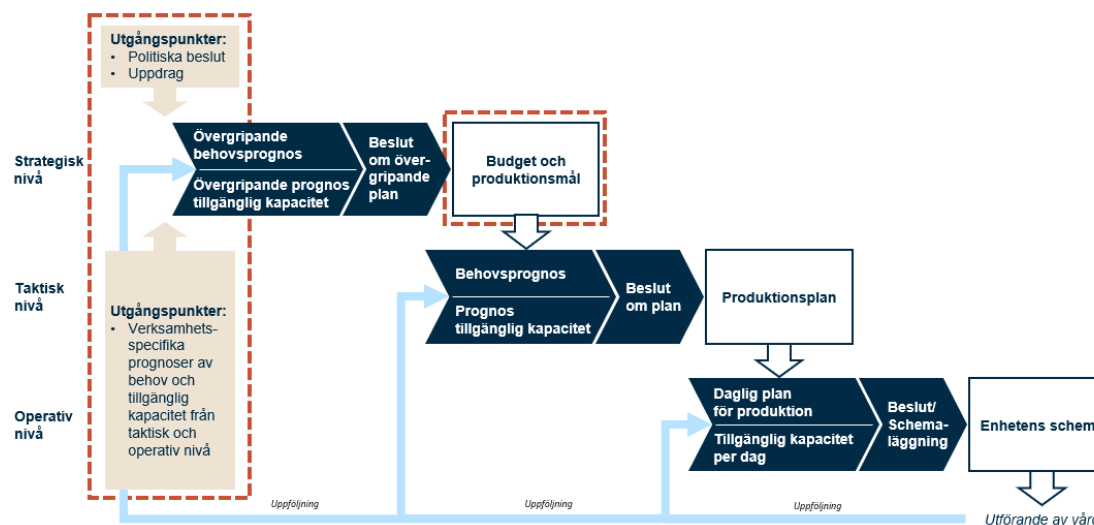 Utgångspunkter:
• Politiska beslut
• Uppdrag
Strategisk
nivå
Övergripande
behovsprognos
Övergripande prognos
tillgänglig kapacitet
Beslut
om över-
gripande
plan
Budget och
produktionsmål
Taktisk
nivå
Utgångspunkter:
• Verksamhets-
specifika
prognoser av
behov och
tillgänglig
kapacitet från
taktisk och
operativ nivå
Behovsprognos
Prognos
tillgänglig kapacitet
Beslut
om plan
Produktionsplan
Operativ
nivå
Daglig plan
för produktion
Tillgänglig kapacitet
per dag
Beslut/
Schema-
läggning
Enhetens schem
Uppföljning
Uppföljning
Uppföljning
Utförande av vård